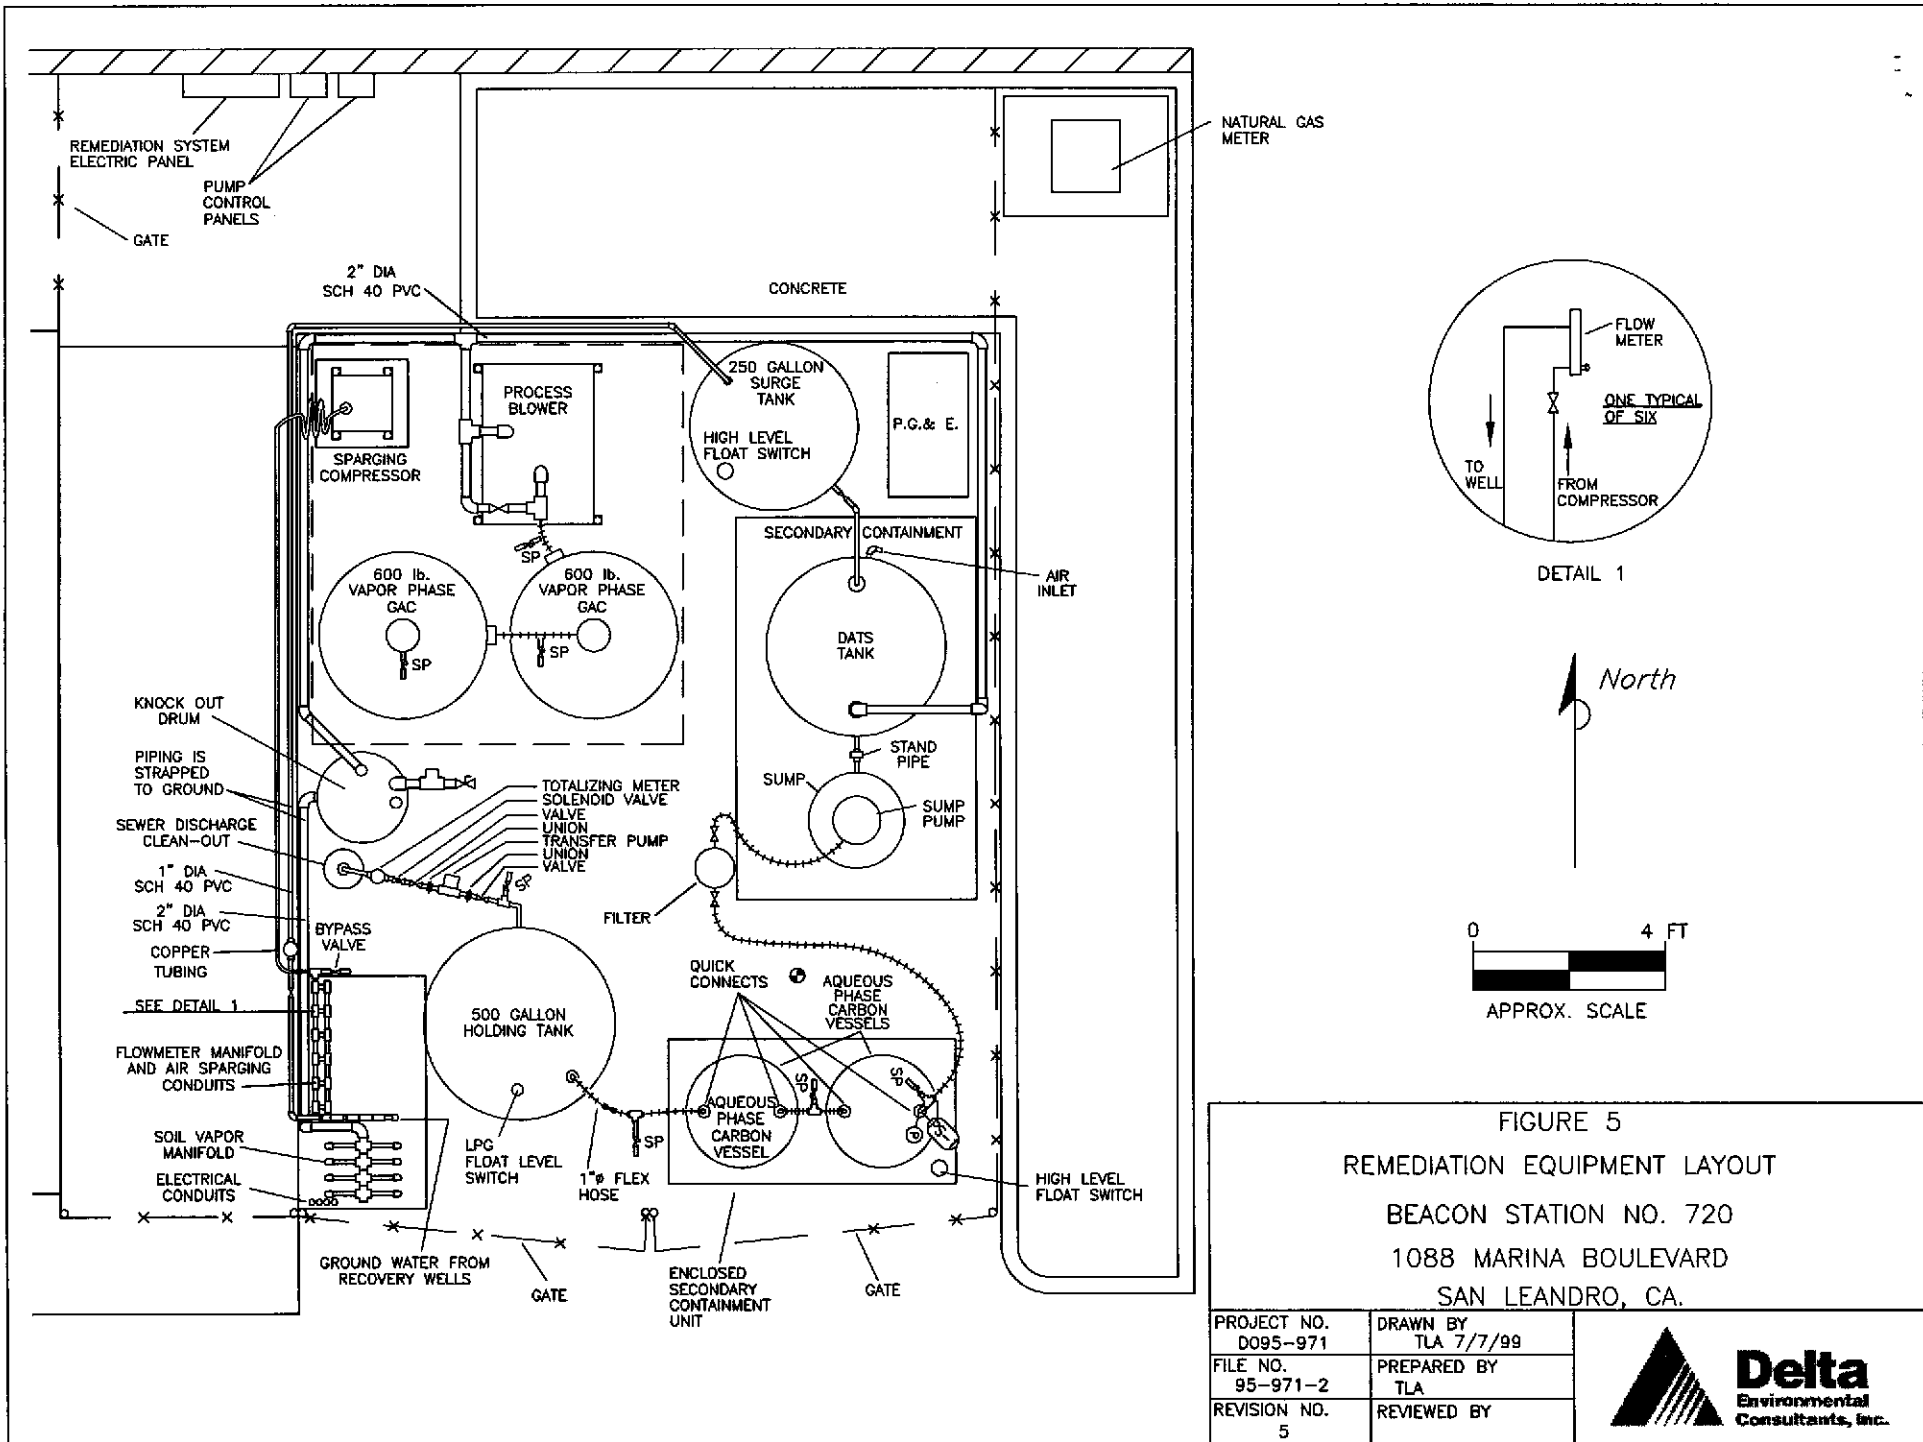 REMEDIATION SYSTEM
ELECTRIC PANEL
PUMP
CONTROL
PANELS
GATE
NATURAL GAS
METER
2" DIA
SCH 40 PVC
CONCRETE
PROCESS
BLOWER
250 GALLON
SURGE
TANK
HIGH LEVEL
FLOAT SWITCH
P.G.& E.
SPARGING
COMPRESSOR
FLOW
METER
ONE TYPICAL
OF SIX
TO
WELL
FROM
COMPRESSOR
DETAIL 1
SECONDARY CONTAINMENT
SP
AIR
INLET
600 lb.
VAPOR PHASE
GAC
600 lb.
VAPOR PHASE
GAC
SP
SP
DATS
TANK
North
KNOCK OUT
DRUM
PIPING IS
STRAPPED
TO GROUND
STAND
PIPE
SUMP
SUMP
PUMP
TOTALIZING METER
SOLENOID VALVE
VALVE
UNION
TRANSFER PUMP
UNION
VALVE
SP
SEWER DISCHARGE
CLEAN-OUT
1" DIA
SCH 40 PVC
2" DIA
SCH 40 PVC
BYPASS
VALVE
COPPER
TUBING
FILTER
0 4 FT
APPROX. SCALE
QUICK
CONNECTS
AQUEOUS
PHASE
CARBON
VESSELS
SEE DETAIL 1
500 GALLON
HOLDING TANK
FLOWMETER MANIFOLD
AND AIR SPARGING
CONDUITS
SP
SP
AQUEOUS
PHASE
CARBON
VESSEL
P
SOIL VAPOR
MANIFOLD
ELECTRICAL
CONDUITS
LPG
FLOAT LEVEL
SWITCH
SP
1"ø FLEX
HOSE
HIGH LEVEL
FLOAT SWITCH
GROUND WATER FROM
RECOVERY WELLS
GATE
ENCLOSED
SECONDARY
CONTAINMENT
UNIT
GATE
FIGURE 5
REMEDIATION EQUIPMENT LAYOUT
BEACON STATION NO. 720
1088 MARINA BOULEVARD
SAN LEANDRO, CA.
PROJECT NO.
D095-971
DRAWN BY
TLA 7/7/99
FILE NO.
95-971-2
PREPARED BY
TLA
REVISION NO.
5
REVIEWED BY
Delta
Environmental
Consultants, Inc.